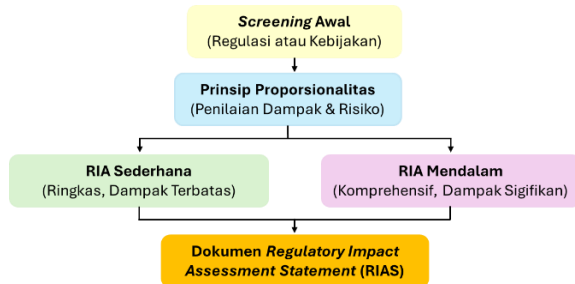 Screening Awal
(Regulasi atau Kebijakan)
Prinsip Proporsionalitas
(Penilaian Dampak & Risiko)
RIA Sederhana
(Ringkas, Dampak Terbatas)
RIA Mendalam
(Komprehensif, Dampak Sigifikan)
Dokumen Regulatory Impact
Assessment Statement (RIAS)